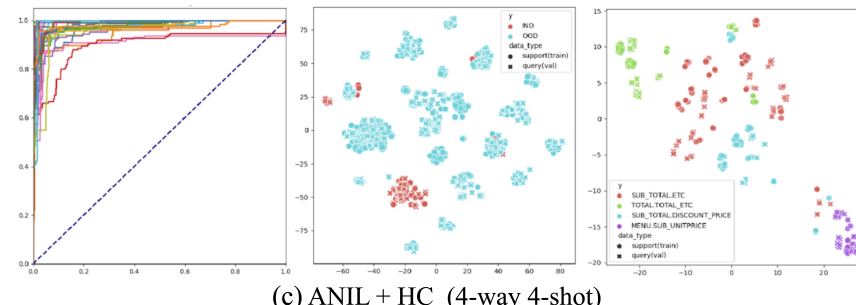 1.0
0.8
0.6
0.4
0.2
0.0
0.0 0.2 0.4 0.6 0.8 1.0
75
50
25
0
−25
−50
−75
−60 −40 −20 0 20 40 60 80
y
IND
OOD
data_type
support(train)
query(val)
15
10
5
0
−5
−10
−15
−20
−20 −10 0 10 20
y
SUB_TOTAL.ETC
TOTAL.TOTAL_ETC
SUB_TOTAL.DISCOUNT_PRICE
MENU.SUB_UNITPRICE
data_type
support(train)
query(val)
(c) ANIL + HC (4-way 4-shot)